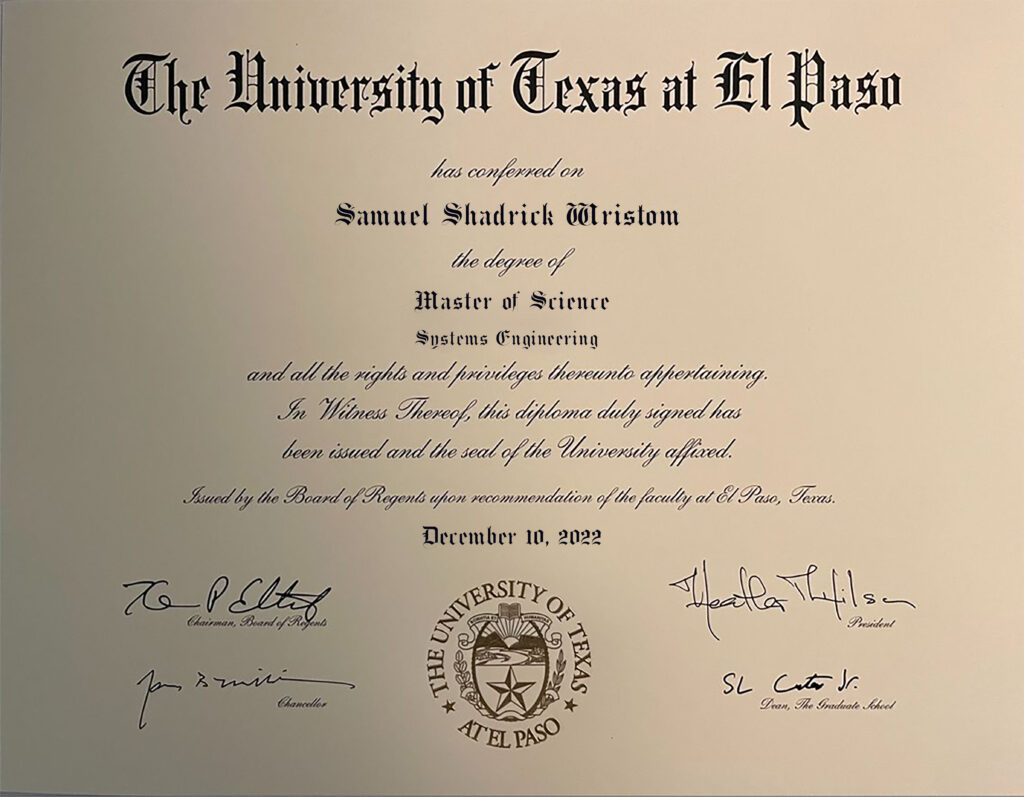 The University of Texas at El Paso
has conferred on
Samuel Shadrick Wristom
the degree of
Master of Science
Systems Engineering
and all the rights and privileges thereunto appertaining.
In Witness Thereof, this diploma duly signed has
been issued and the seal of the University affixed.
Issued by the Board of Regents upon recommendation of the faculty at El Paso, Texas.
December 10, 2022
Chairman, Board of Regents
President
Chancellor
Dean, The Graduate School
THE UNIVERSITY OF TEXAS
AT EL PASO